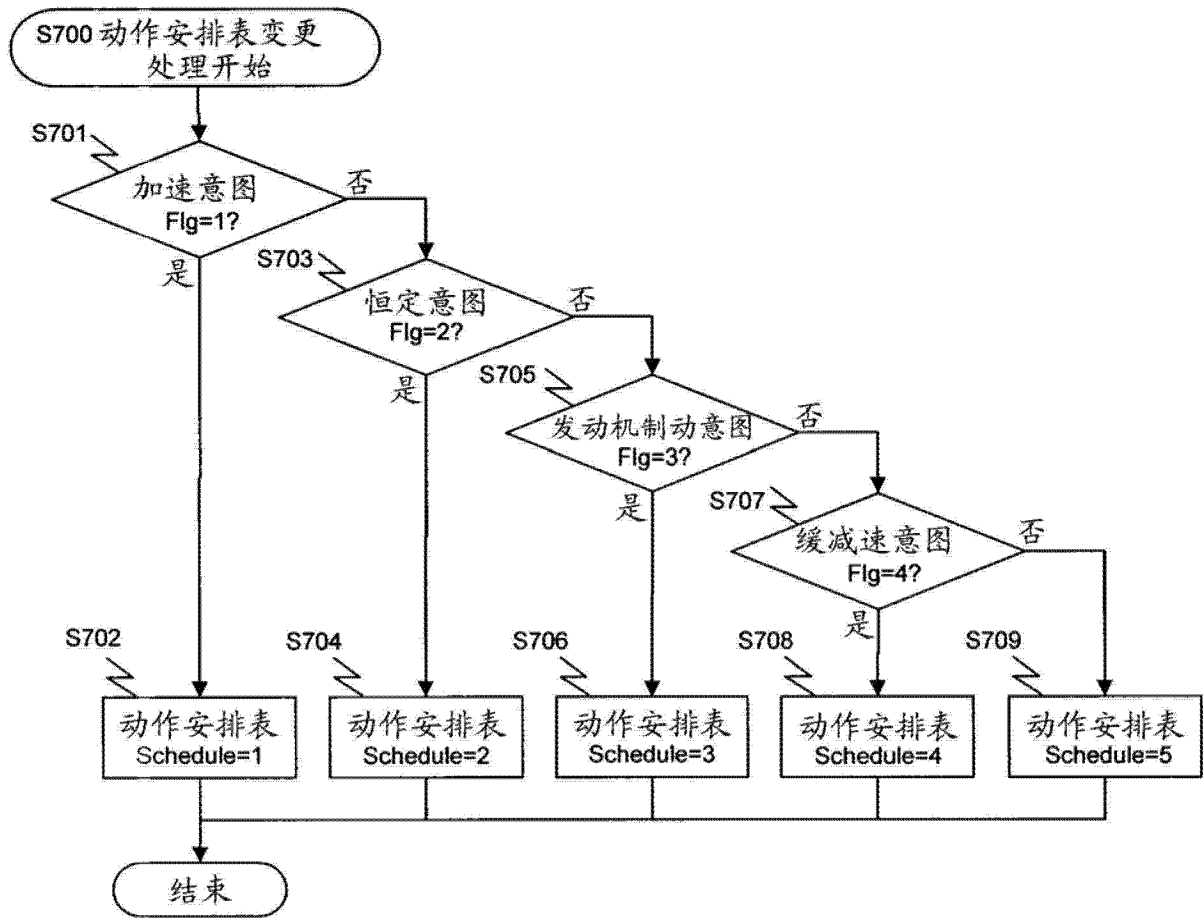 S700 动作安排表变更
处理开始
S701
加速意图
Flg=1?
否
是
S703
恒定意图
Flg=2?
否
是
S705
发动机制动意图
Flg=3?
否
是
S707
缓减速意图
Flg=4?
否
是
S702
动作安排表
Schedule=1
S704
动作安排表
Schedule=2
S706
动作安排表
Schedule=3
S708
动作安排表
Schedule=4
S709
动作安排表
Schedule=5
结束